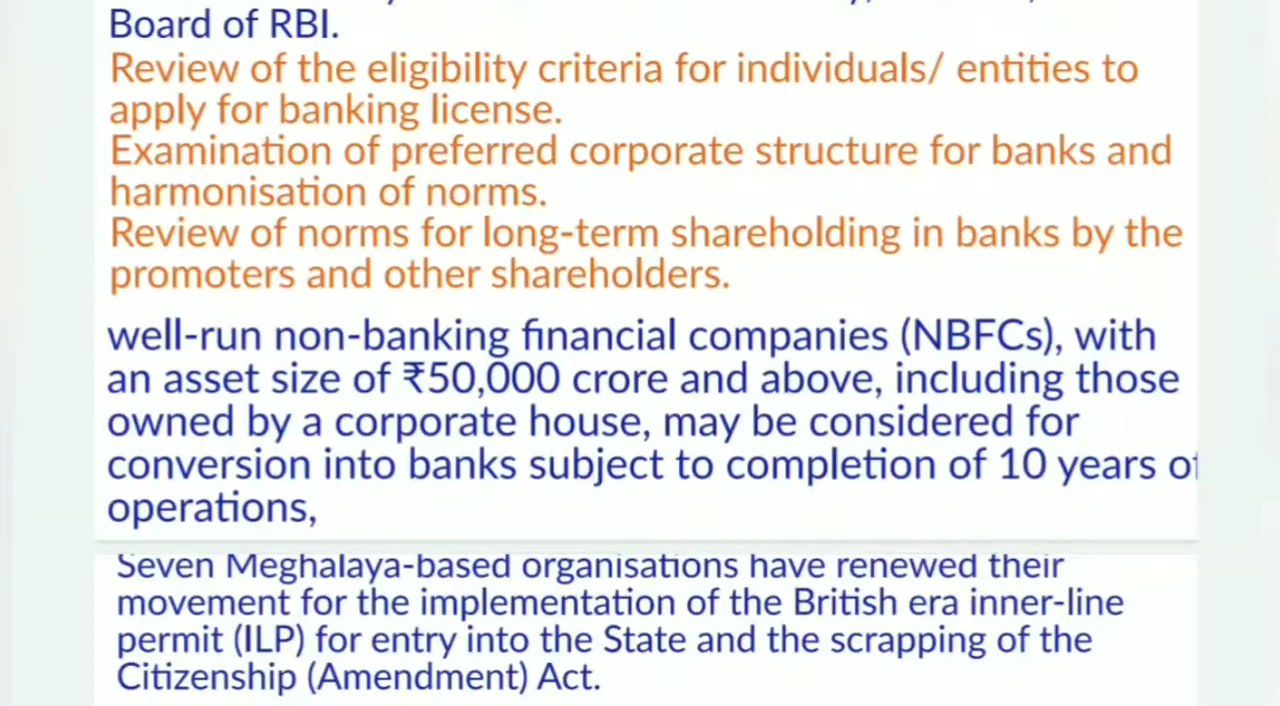 Board of RBI.
Review of the eligibility criteria for individuals/ entities to
apply for banking license.
Examination of preferred corporate structure for banks and
harmonisation of norms.
Review of norms for long-term shareholding in banks by the
promoters and other shareholders.
well-run non-banking financial companies (NBFCs), with
an asset size of ₹50,000 crore and above, including those
owned by a corporate house, may be considered for
conversion into banks subject to completion of 10 years of
operations,
Seven Meghalaya-based organisations have renewed their
movement for the implementation of the British era inner-line
permit (ILP) for entry into the State and the scrapping of the
Citizenship (Amendment) Act.